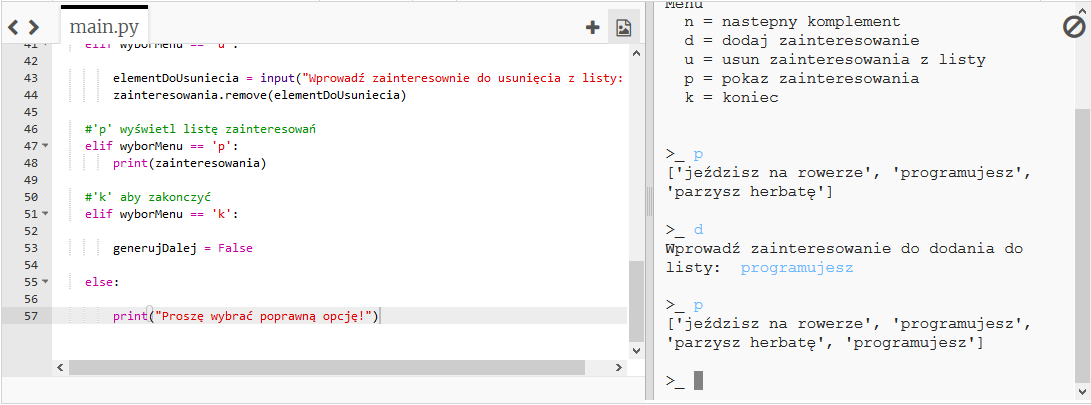 main.py
41 elif wyborMenu == 'u':
42
43 elementDoUsuniecia = input("Wprowadź zainteresownie do usunięcia z listy:
44 zainteresowania.remove(elementDoUsuniecia)
45
46 #'p' wyświetl listę zainteresowań
47 elif wyborMenu == 'p':
48 print(zainteresowania)
49
50 #'k' aby zakonczyć
51 elif wyborMenu == 'k':
52
53 generujDalej = False
54
55 else:
56
57 print("Proszę wybrać poprawną opcję!")
Menu
n = nastepny komplement
d = dodaj zainteresowanie
u = usun zainteresowania z listy
p = pokaz zainteresowania
k = koniec
>_ p
['jeździsz na rowerze', 'programujesz',
'parzysz herbatę']
>_ d
Wprowadź zainteresowanie do dodania do
listy: programujesz
>_ p
['jeździsz na rowerze', 'programujesz',
'parzysz herbatę', 'programujesz']
>_